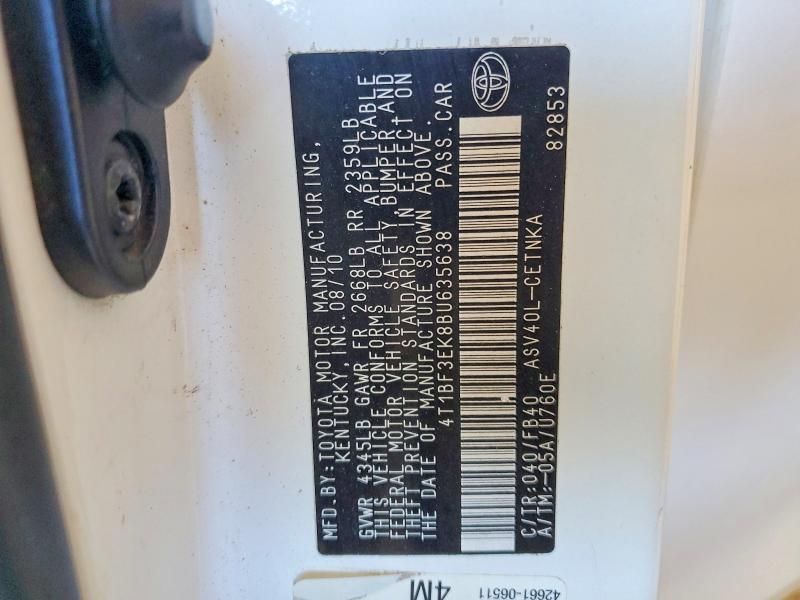 MFD.BY:TOYOTA MOTOR MANUFACTURING,
KENTUCKY, INC. 08/10
GVWR 4345LB GAWR FR 2668LB RR 2359LB
THIS VEHICLE CONFORMS TO ALL APPLICABLE
FEDERAL MOTOR VEHICLE SAFETY, BUMPER, AND
THEFT PREVENTION STANDARDS IN EFFECT ON
THE DATE OF MANUFACTURE SHOWN ABOVE.
4T1BF3EK8BU635638 PASS.CAR
C/TR:040/FB40 ASV40L-CETNKA
A/TM:-05A/U760E 82853
4M
42661-06511